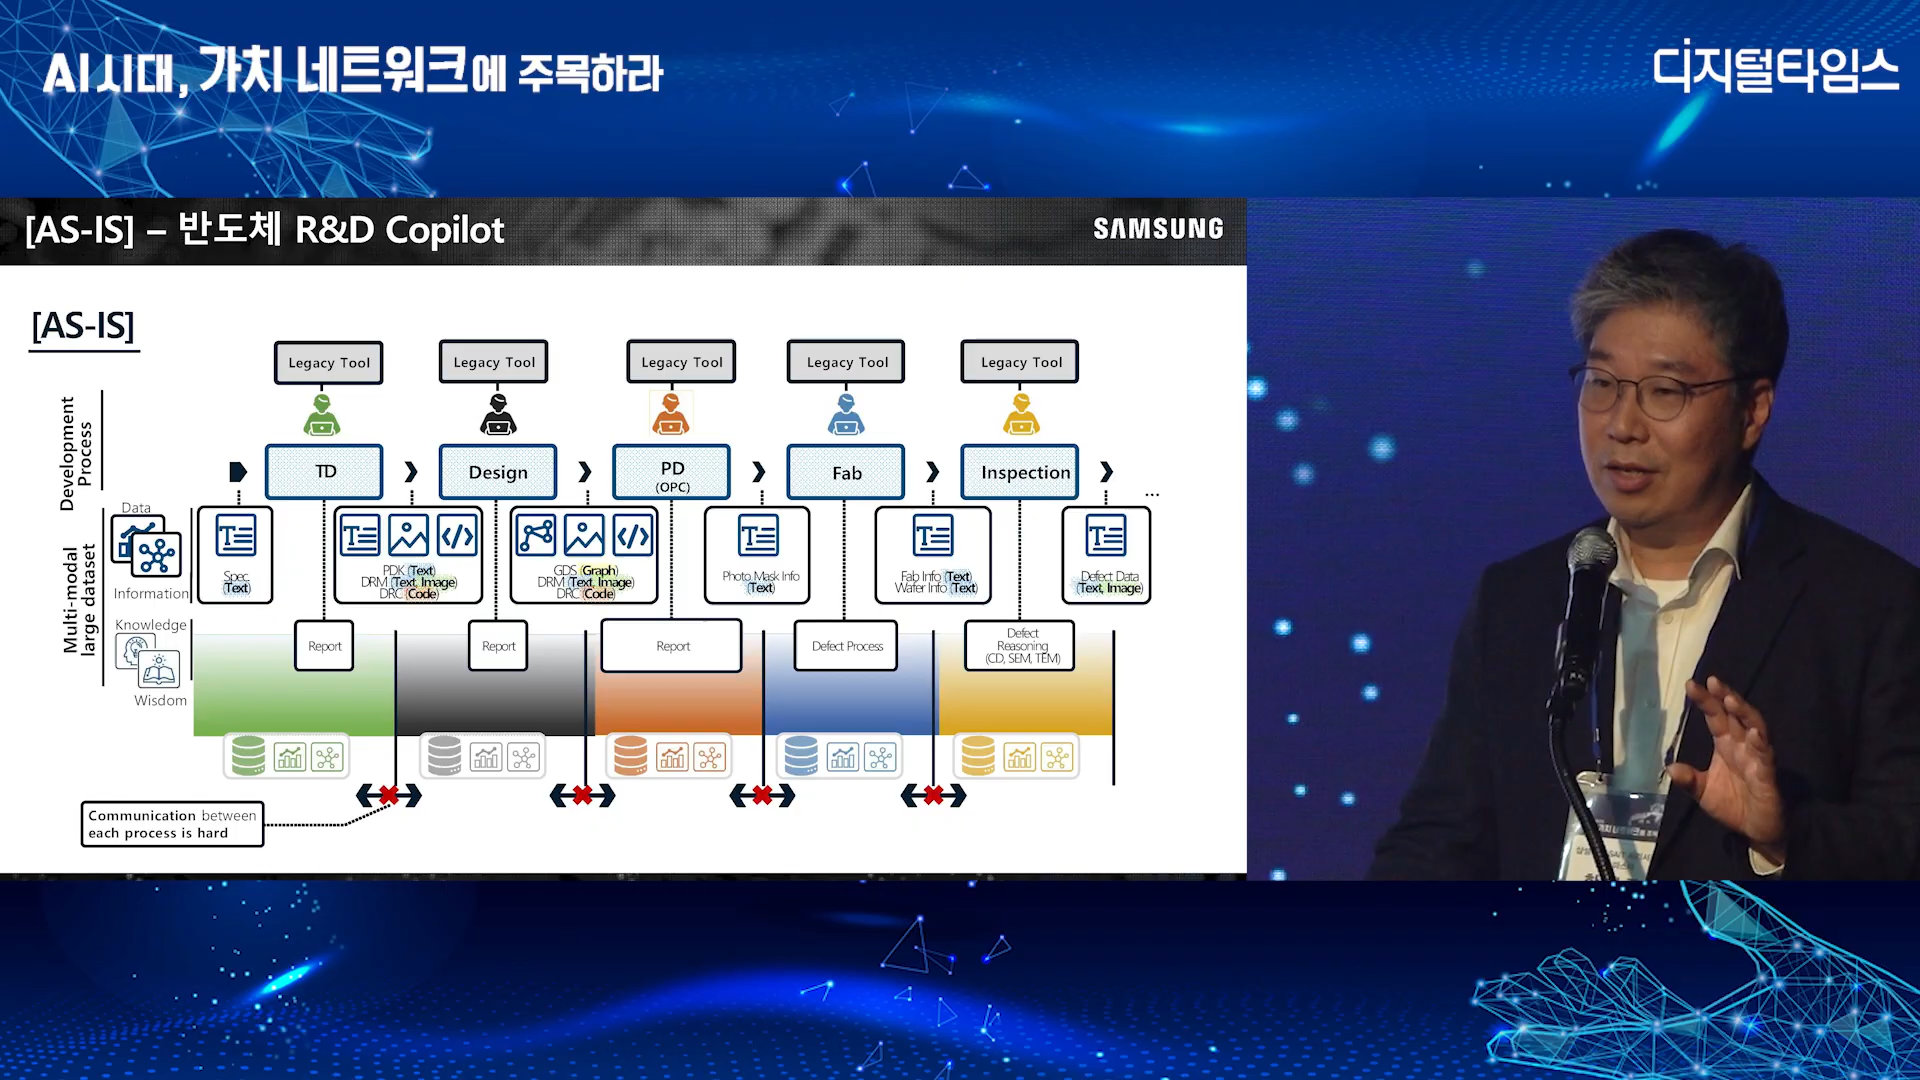 AI 시대, 가치 네트워크에 주목하라
디지털타임스
[AS-IS] – 반도체 R&D Copilot
SAMSUNG
[AS-IS]
Legacy Tool
Legacy Tool
Legacy Tool
Legacy Tool
Legacy Tool
Development
Process
TD
Design
PD
(OPC)
Fab
Inspection
...
Multi-modal
large dataset
Data
Information
Spec
(Text)
PDK (Text)
DRM (Text, Image)
DRC (Code)
GDS (Graph)
DRM (Text, Image)
DRC (Code)
Photo Mask Info
(Text)
Fab Info (Text)
Wafer Info (Text)
Defect Data
(Text, Image)
Knowledge
Wisdom
Report
Report
Report
Defect Process
Defect
Reasoning
(CD, SEM, TEM)
Communication between
each process is hard